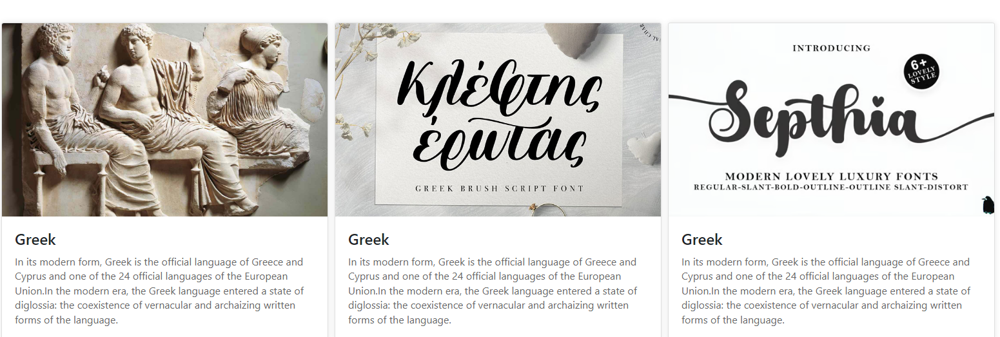 Κλέφτης
έρωτας
GREEK BRUSH SCRIPT FONT
INTRODUCING
6+
LOVELY
STYLE
Septhia
MODERN LOVELY LUXURY FONTS
REGULAR-SLANT-BOLD-OUTLINE-OUTLINE SLANT-DISTORT
Greek
In its modern form, Greek is the official language of Greece and
Cyprus and one of the 24 official languages of the European
Union.In the modern era, the Greek language entered a state of
diglossia: the coexistence of vernacular and archaizing written
forms of the language.
Greek
In its modern form, Greek is the official language of Greece and
Cyprus and one of the 24 official languages of the European
Union.In the modern era, the Greek language entered a state of
diglossia: the coexistence of vernacular and archaizing written
forms of the language.
Greek
In its modern form, Greek is the official language of Greece and
Cyprus and one of the 24 official languages of the European
Union.In the modern era, the Greek language entered a state of
diglossia: the coexistence of vernacular and archaizing written
forms of the language.